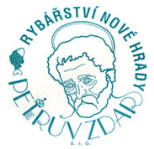 RYBÁŘSTVÍ NOVÉ HRADY
PETRŮV ZDAR
s. r. o.